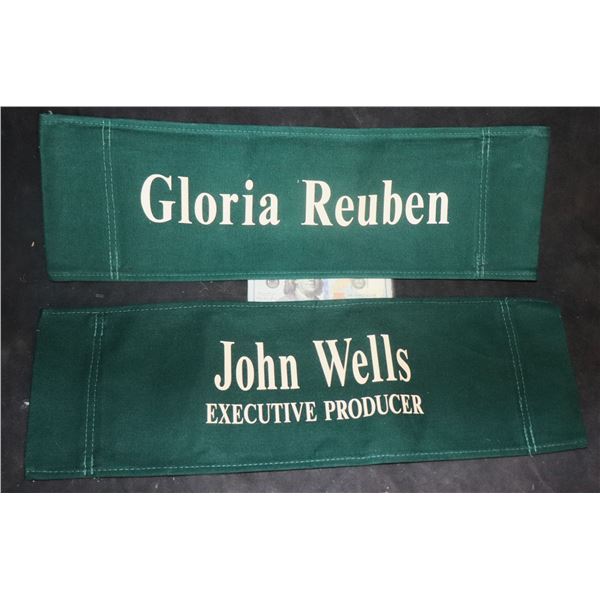 Gloria Reuben
John Wells
EXECUTIVE PRODUCER